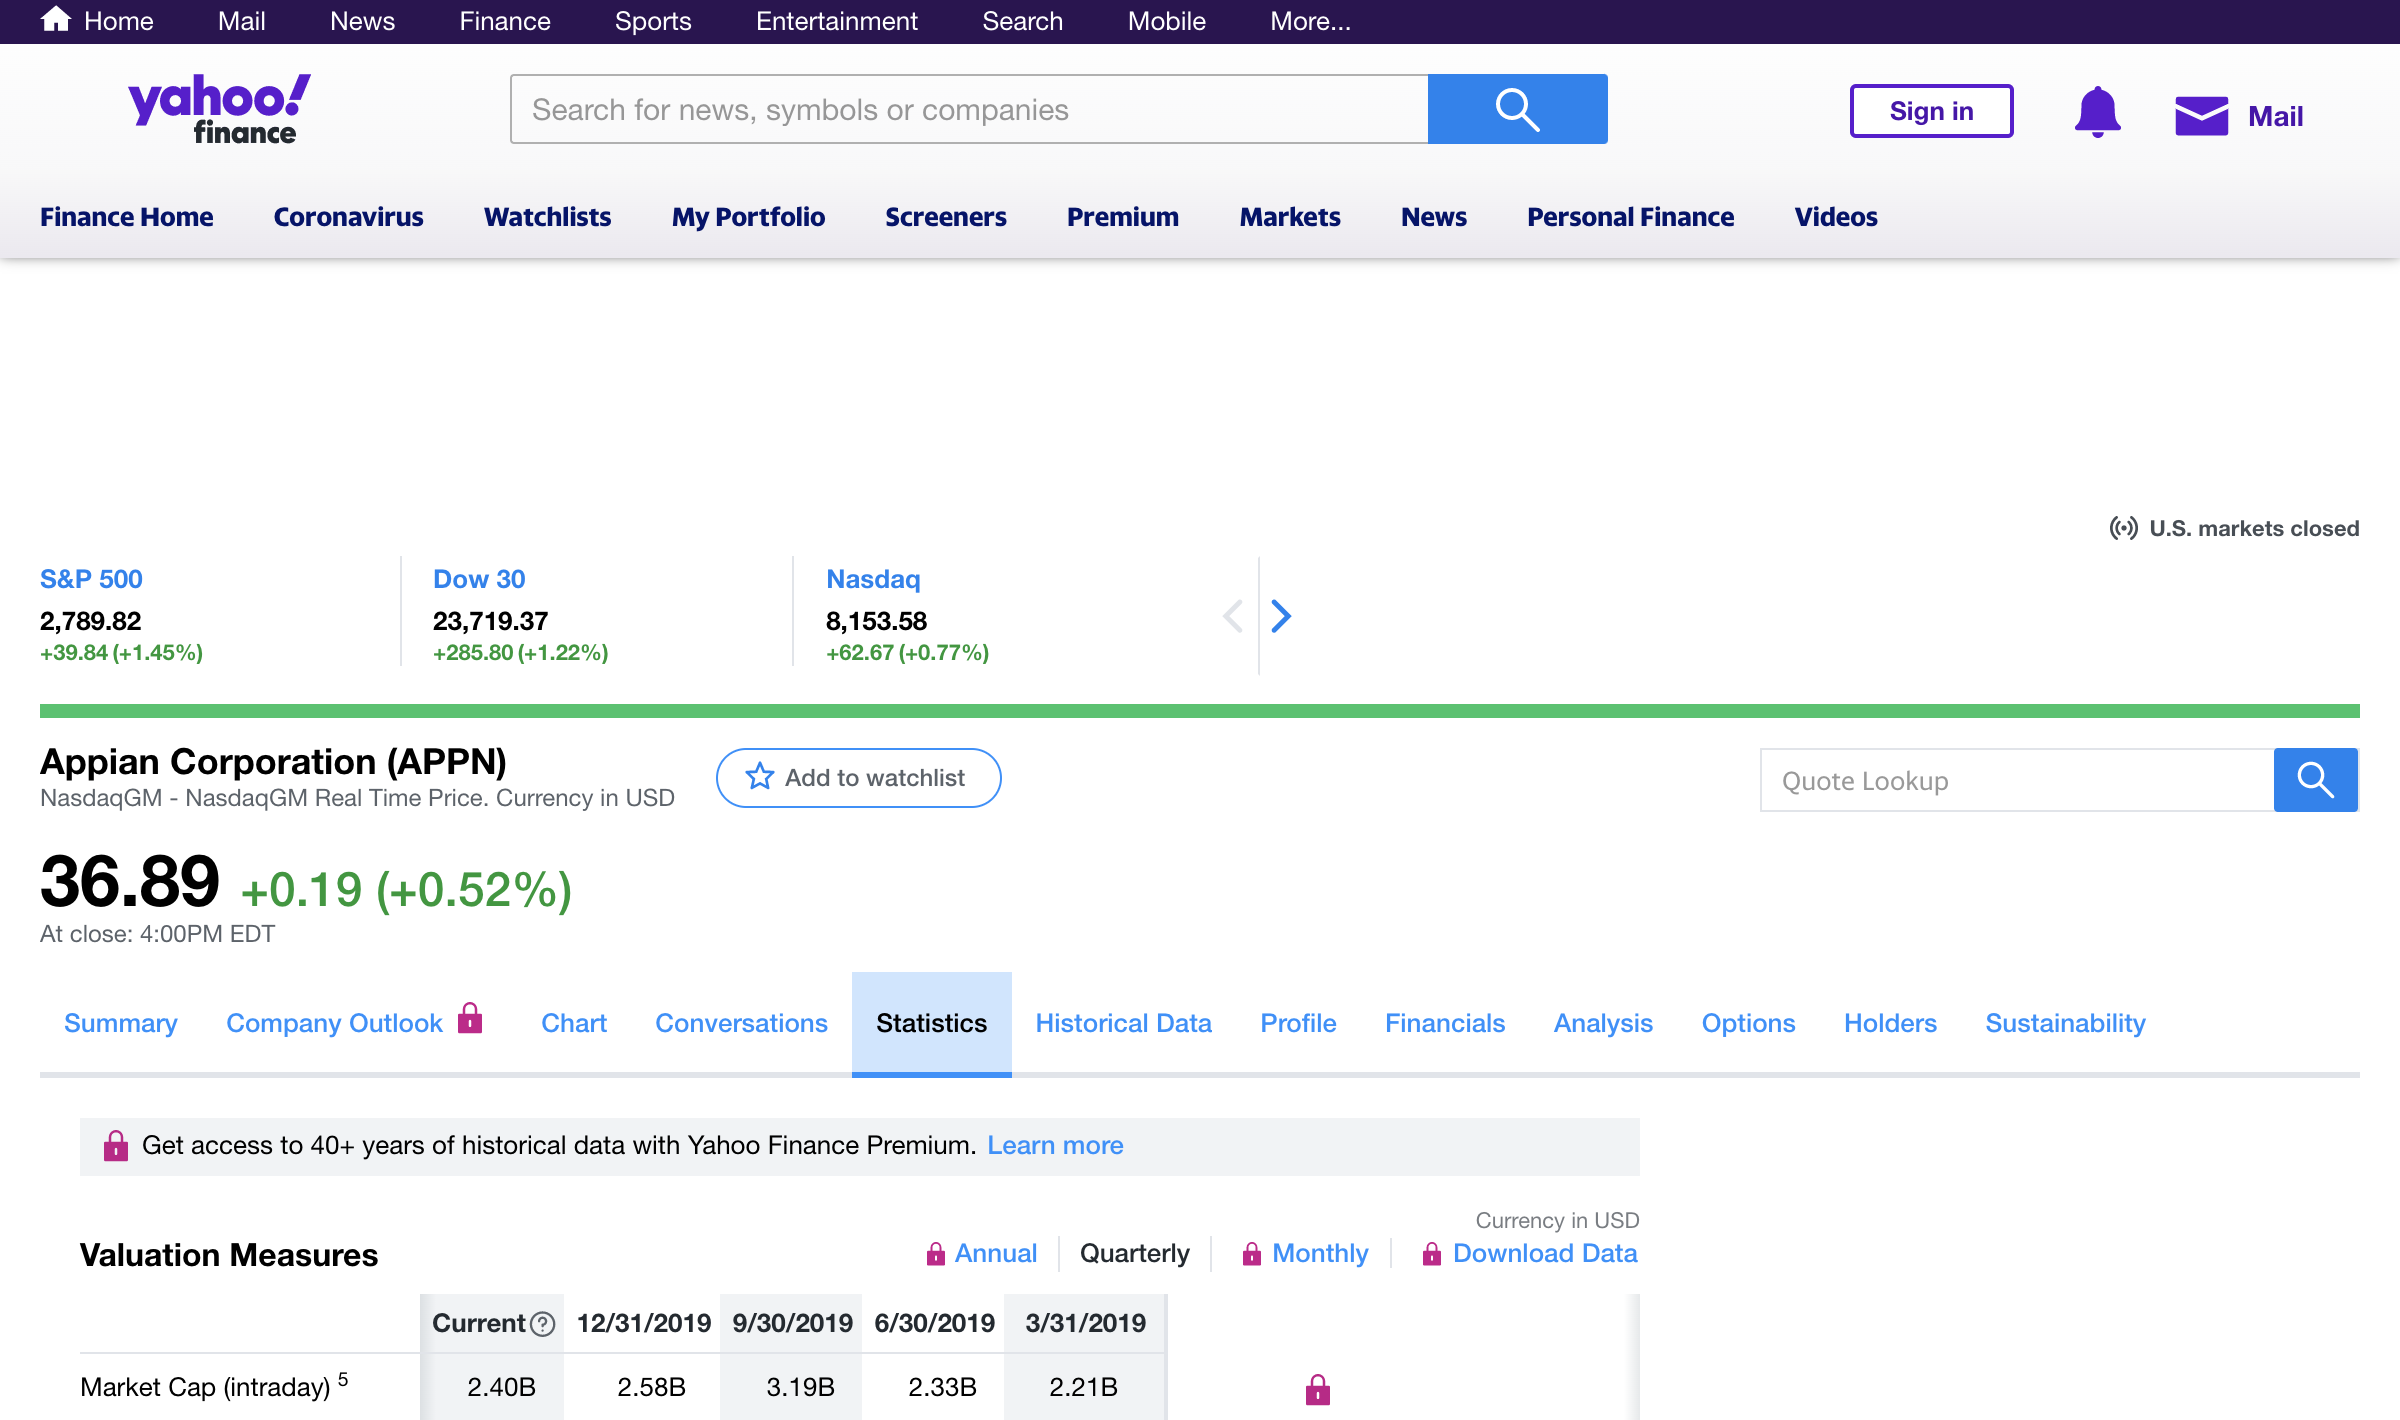 Home Mail News Finance Sports Entertainment Search Mobile More...
yahoo! finance
Search for news, symbols or companies
Sign in
Mail
Finance Home Coronavirus Watchlists My Portfolio Screeners Premium Markets News Personal Finance Videos
U.S. markets closed
S&P 500
2,789.82
+39.84 (+1.45%)
Dow 30
23,719.37
+285.80 (+1.22%)
Nasdaq
8,153.58
+62.67 (+0.77%)
Appian Corporation (APPN)
NasdaqGM - NasdaqGM Real Time Price. Currency in USD
Add to watchlist
Quote Lookup
36.89 +0.19 (+0.52%)
At close: 4:00PM EDT
Summary Company Outlook Chart Conversations Statistics Historical Data Profile Financials Analysis Options Holders Sustainability
Get access to 40+ years of historical data with Yahoo Finance Premium. Learn more
Currency in USD
Valuation Measures Annual Quarterly Monthly Download Data
Current ? 12/31/2019 9/30/2019 6/30/2019 3/31/2019
Market Cap (intraday) 5 2.40B 2.58B 3.19B 2.33B 2.21B